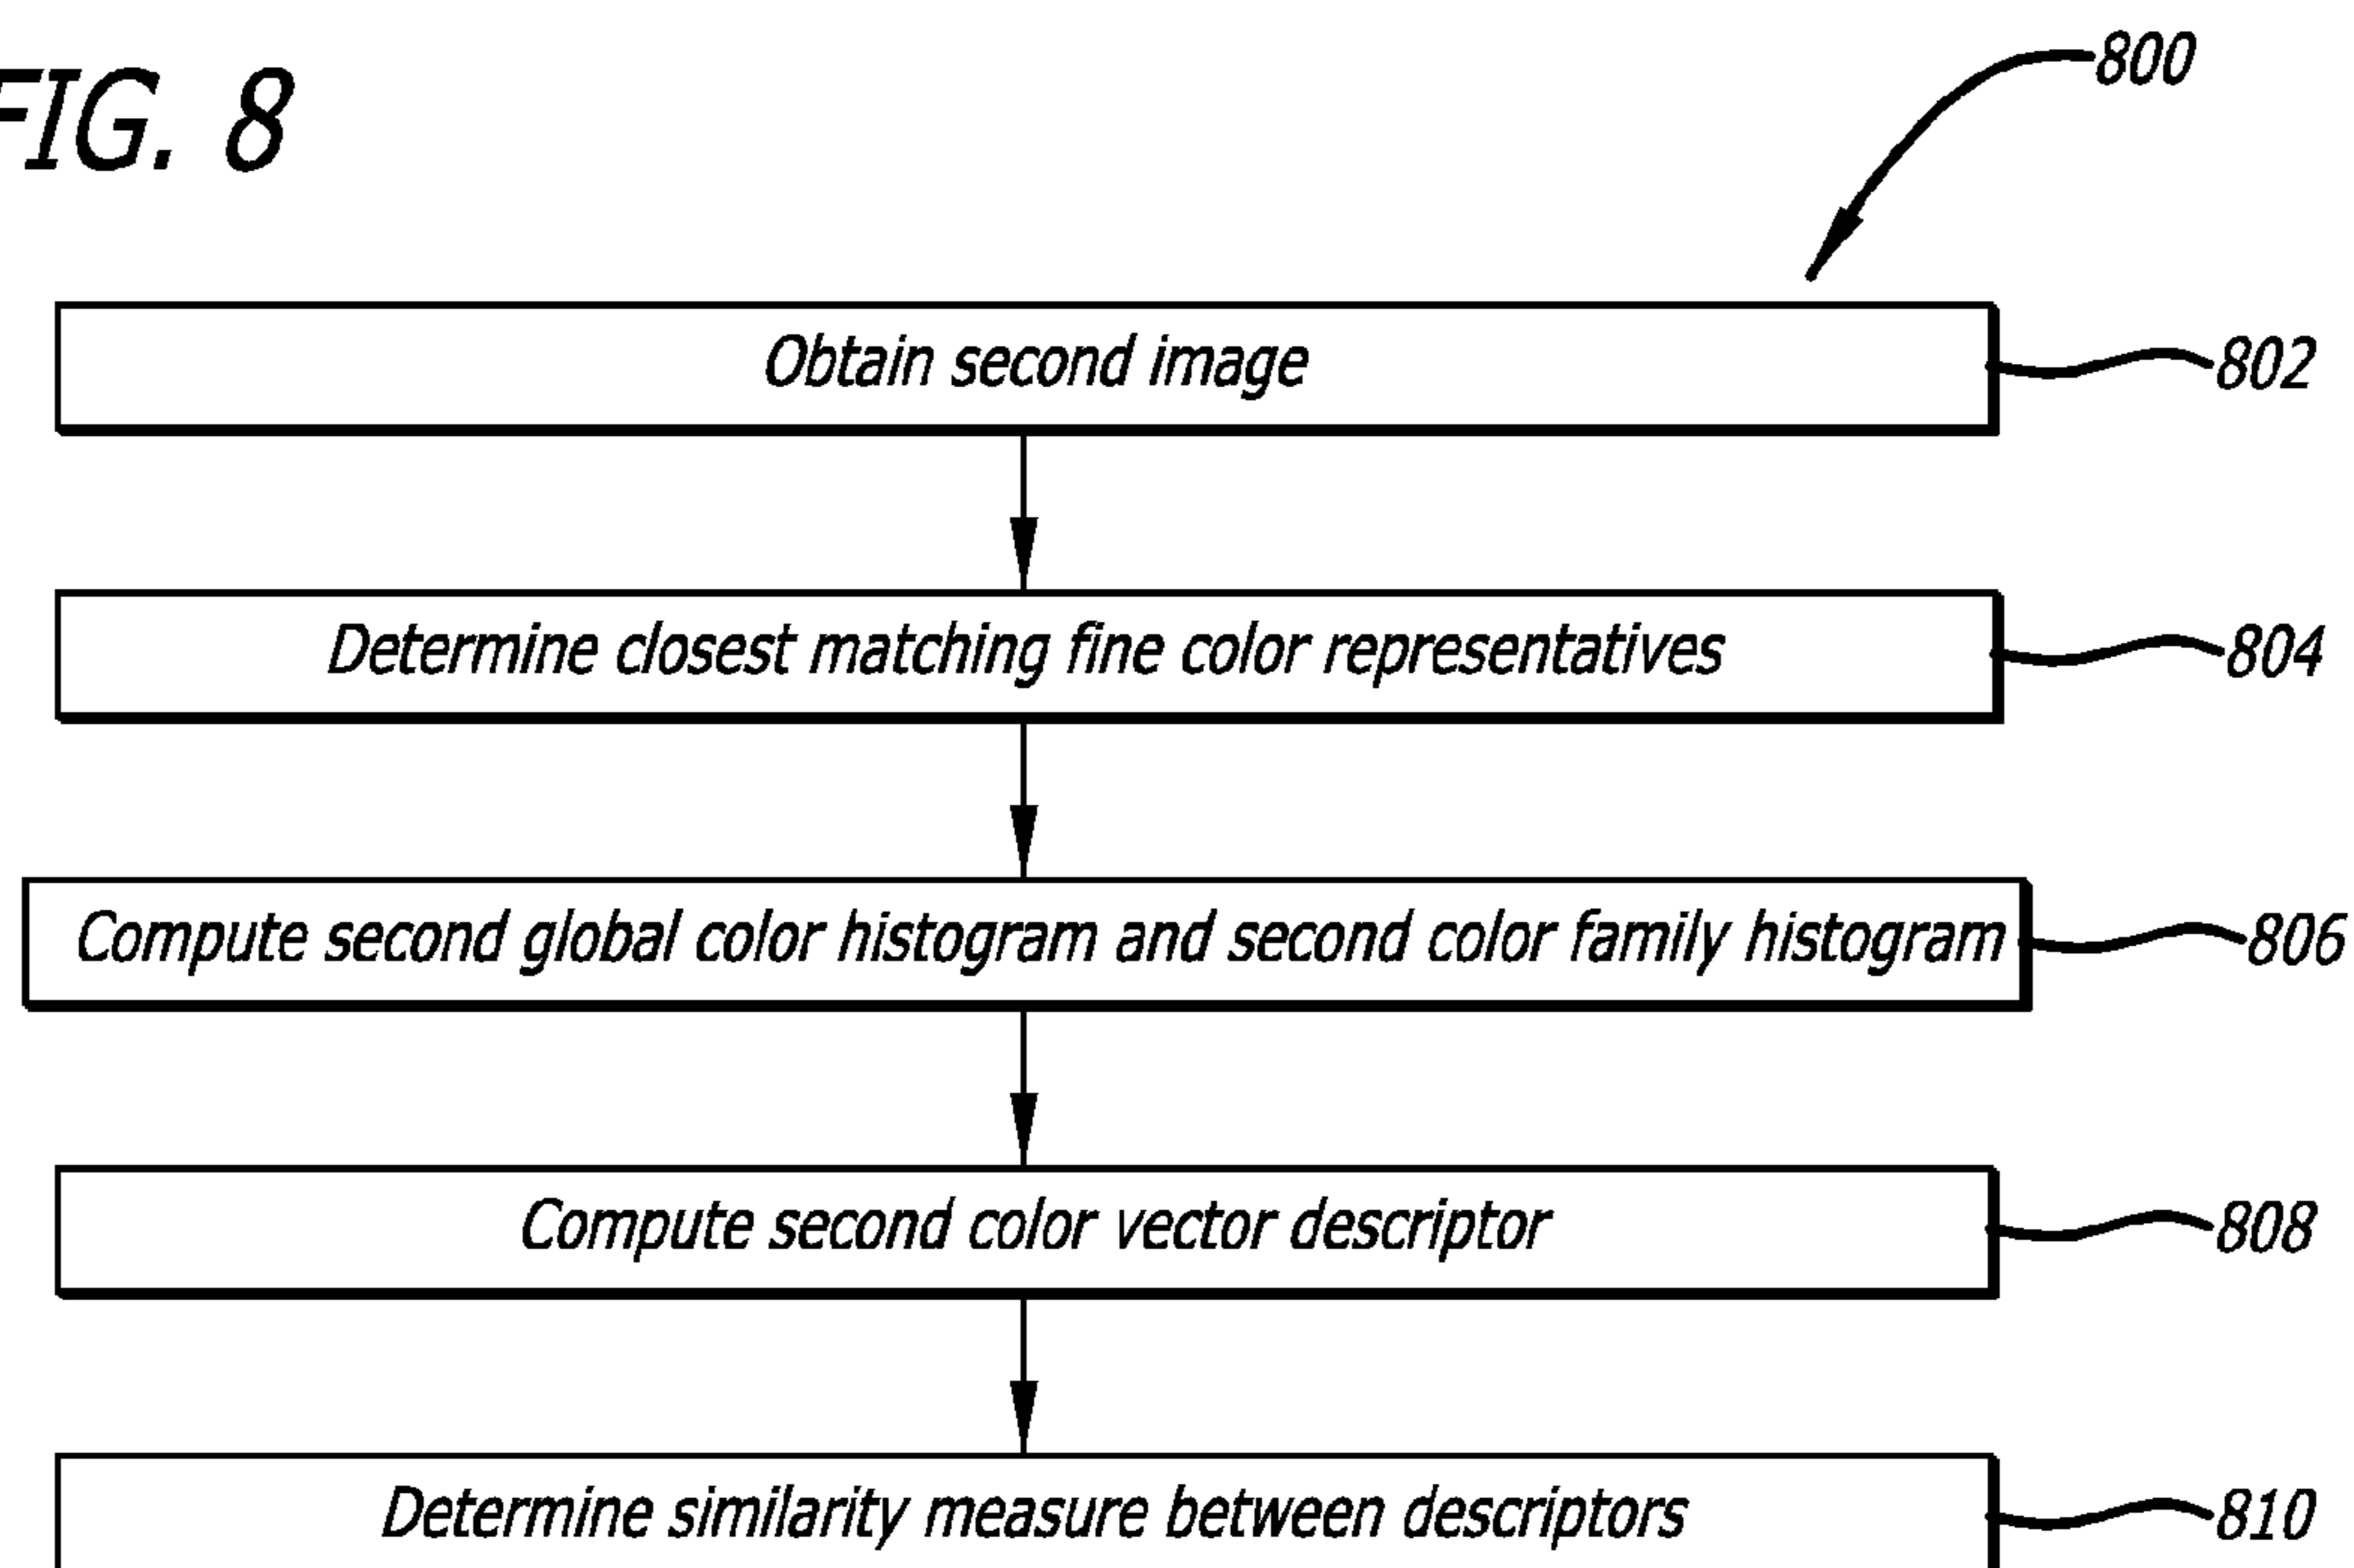 FIG. 8
800
Obtain second image
802
Determine closest matching fine color representatives
804
Compute second global color histogram and second color family histogram
806
Compute second color vector descriptor
808
Determine similarity measure between descriptors
810